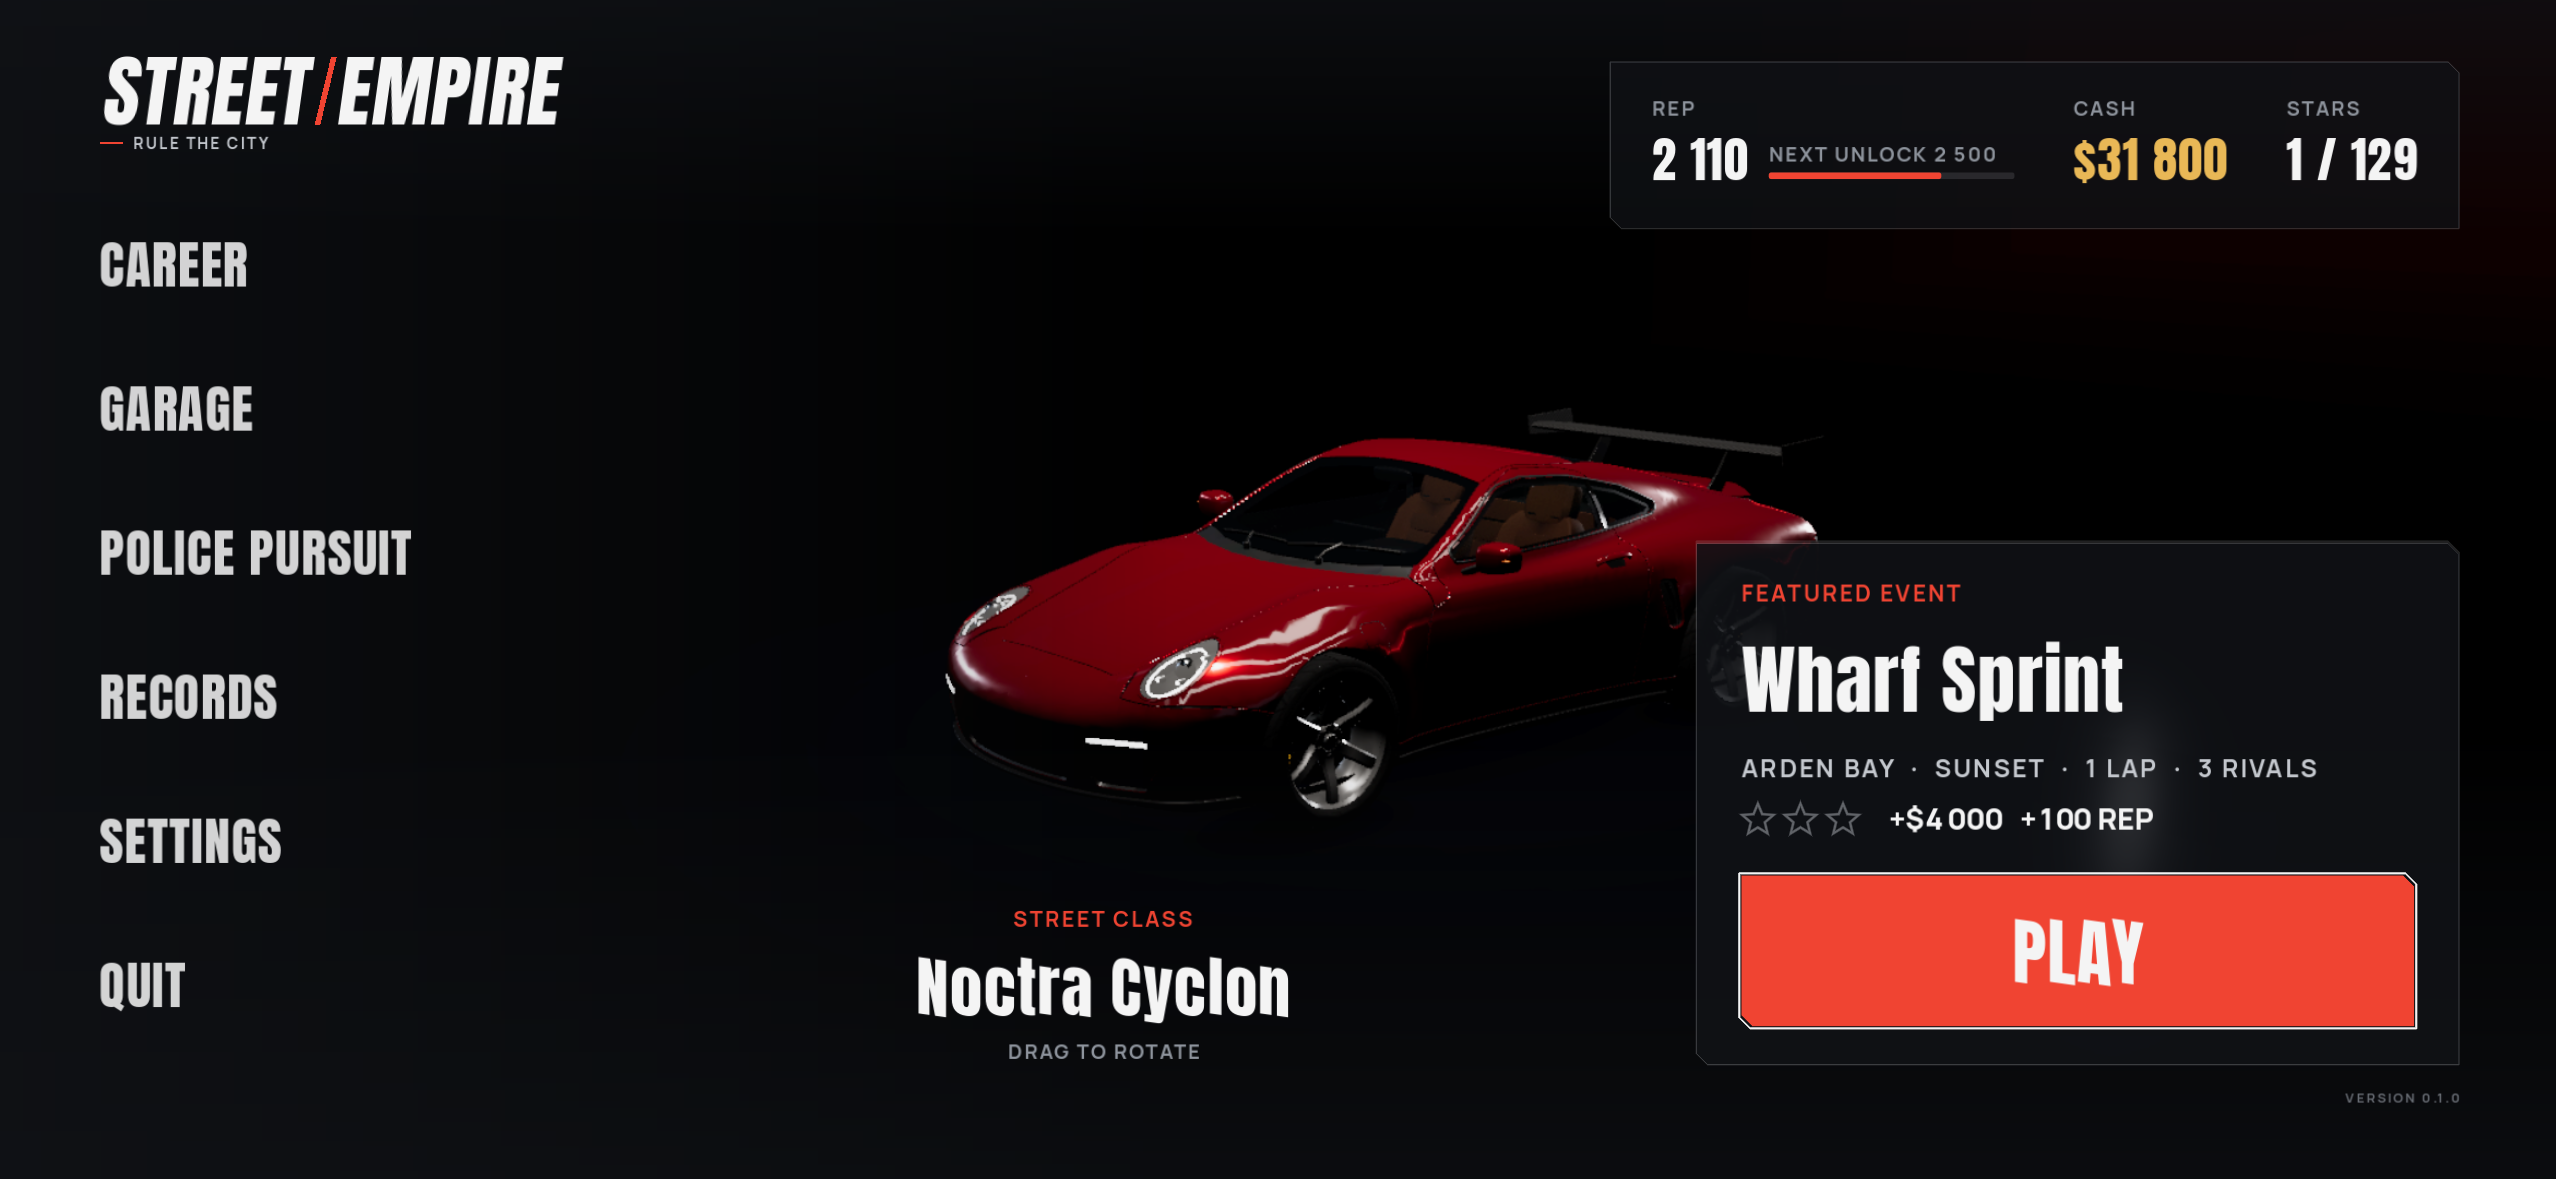 STREET/EMPIRE
RULE THE CITY
REP
2 110
NEXT UNLOCK 2 500
CASH
$31 800
STARS
1 / 129
CAREER
GARAGE
POLICE PURSUIT
RECORDS
SETTINGS
QUIT
STREET CLASS
Noctra Cyclon
DRAG TO ROTATE
FEATURED EVENT
Wharf Sprint
ARDEN BAY · SUNSET · 1 LAP · 3 RIVALS
+$4 000 +100 REP
PLAY
VERSION 0.1.0